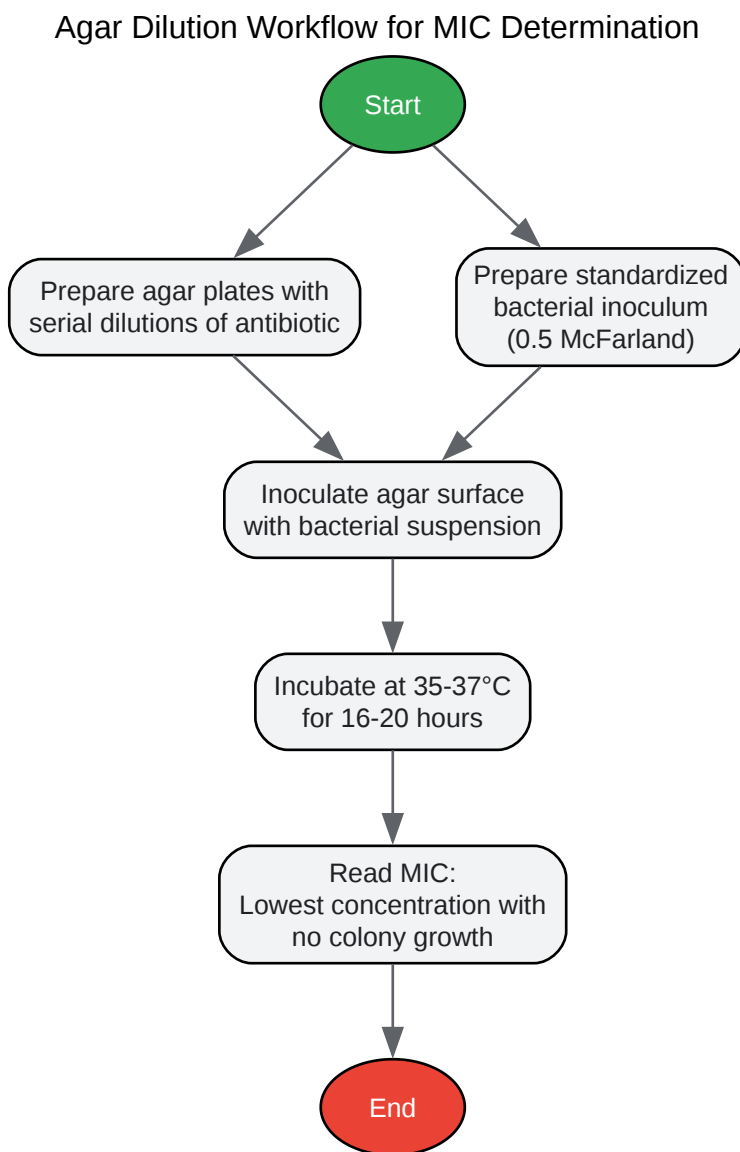 Agar Dilution Workflow for MIC Determination
Start
Prepare agar plates with
serial dilutions of antibiotic
Prepare standardized
bacterial inoculum
(0.5 McFarland)
Inoculate agar surface
with bacterial suspension
Incubate at 35-37°C
for 16-20 hours
Read MIC:
Lowest concentration with
no colony growth
End